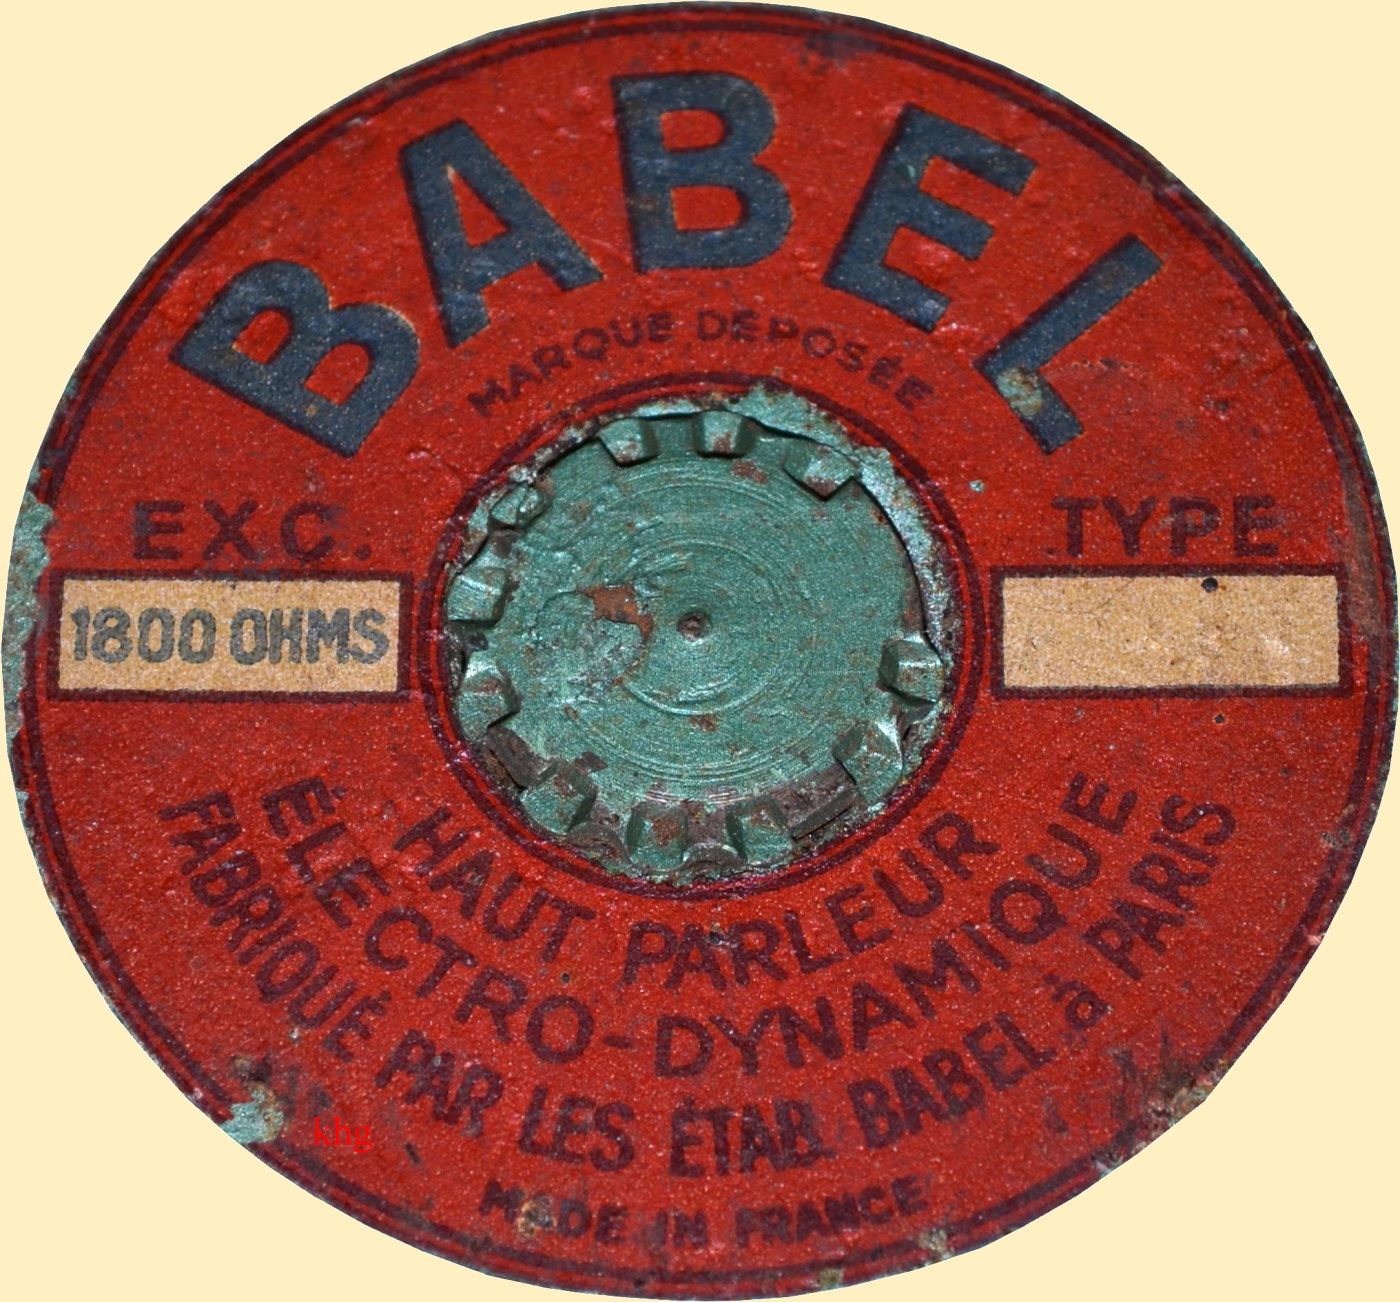 BABEL
MARQUE DEPOSÉE
EXC.
TYPE
1800 OHMS
HAUT PARLEUR
ÉLECTRO-DYNAMIQUE
FABRIQUÉ PAR LES ÉTAB. BABEL à PARIS
MADE IN FRANCE
khg